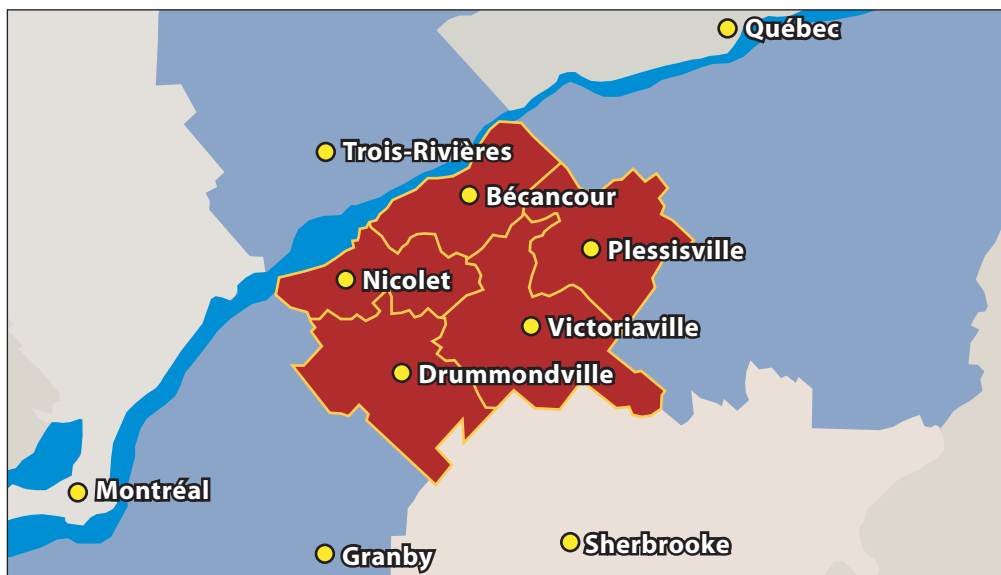 Québec
Trois-Rivières
Bécancour
Plessisville
Nicolet
Victoriaville
Drummondville
Montréal
Sherbrooke
Granby